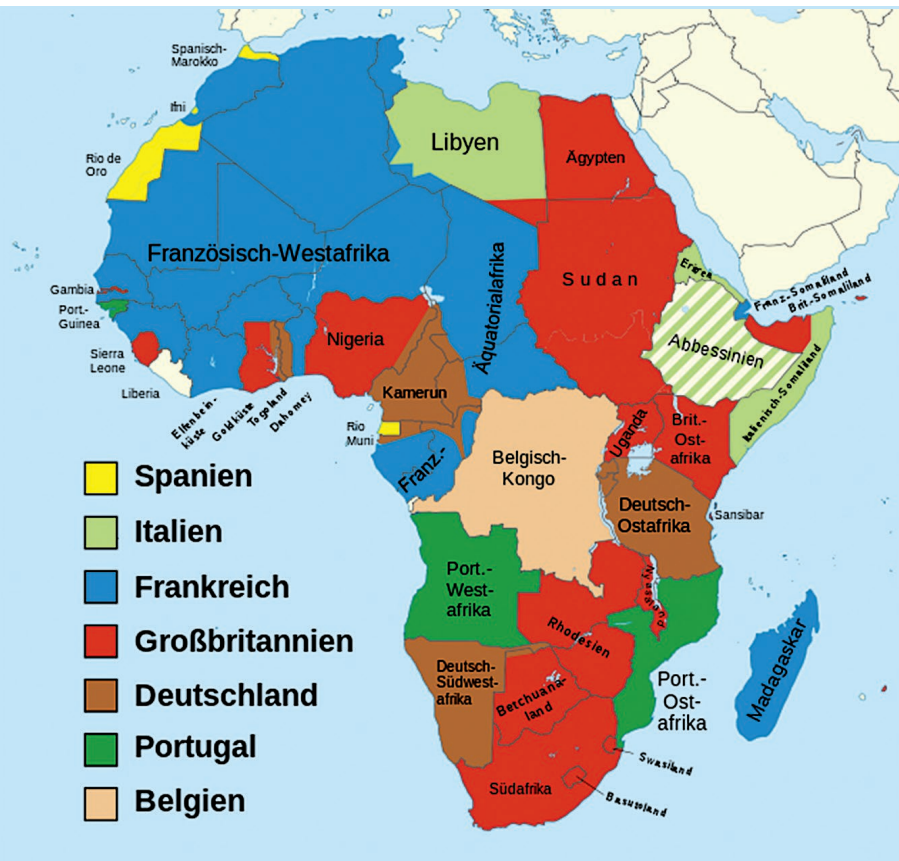 Spanisch-
Marokko
Ifni
Rio de
Oro
Libyen
Ägypten
Französisch-Westafrika
Äquatorialafrika
Sudan
Eritrea
Franz.-Somaliland
Brit.-Somaliland
Gambia
Port.-
Guinea
Sierra
Leone
Liberia
Nigeria
Abbessinien
Italienisch-Somaliland
Elfenbein-
küste
Goldküste
Togoland
Dahomey
Kamerun
Rio
Muni
Franz.-
Belgisch-
Kongo
Uganda
Brit.-
Ost-
afrika
Deutsch-
Ostafrika
Sansibar
Spanien
Italien
Frankreich
Großbritannien
Deutschland
Portugal
Belgien
Port.-
West-
afrika
Rhodesien
Nyassaland
Deutsch-
Südwest-
afrika
Betchuana-
land
Port.-
Ost-
afrika
Madagaskar
Südafrika
Swasiland
Basutoland